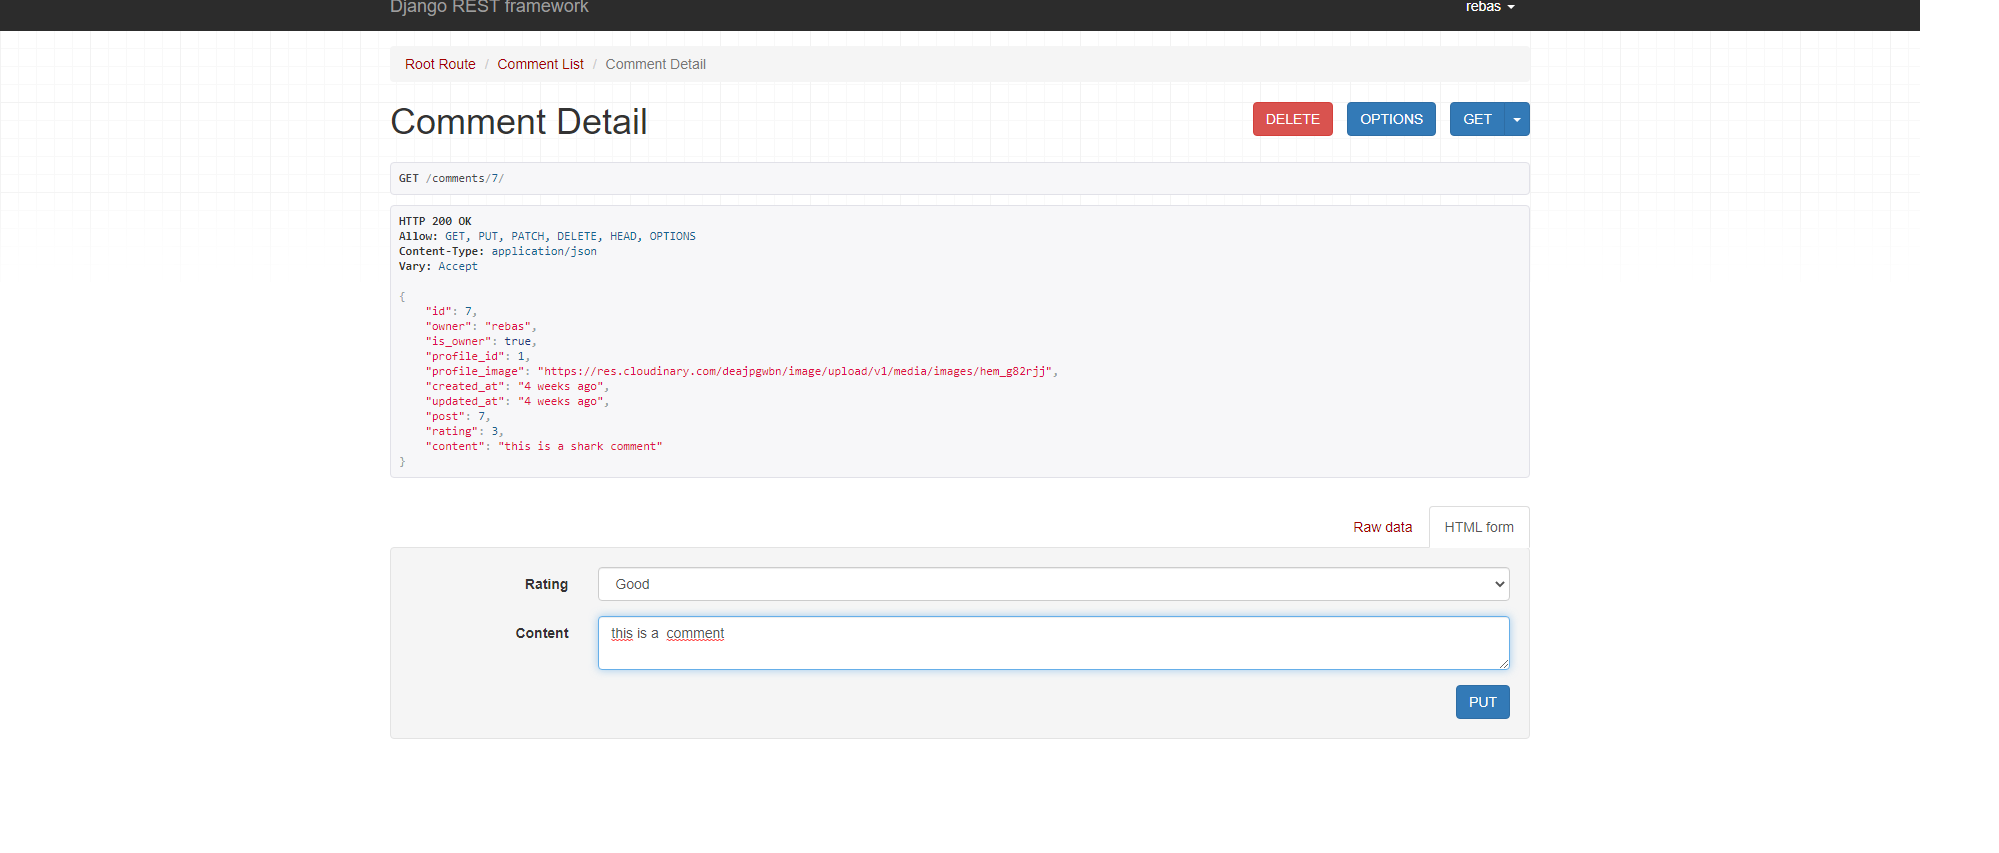 Django REST framework
rebas
Root Route / Comment List / Comment Detail
Comment Detail
DELETE
OPTIONS
GET
GET /comments/7/
HTTP 200 OK
Allow: GET, PUT, PATCH, DELETE, HEAD, OPTIONS
Content-Type: application/json
Vary: Accept
{
    "id": 7,
    "owner": "rebas",
    "is_owner": true,
    "profile_id": 1,
    "profile_image": "https://res.cloudinary.com/deajpgwbn/image/upload/v1/media/images/hem_g82rjj",
    "created_at": "4 weeks ago",
    "updated_at": "4 weeks ago",
    "post": 7,
    "rating": 3,
    "content": "this is a shark comment"
}
Raw data
HTML form
Rating
Good
Content
this is a  comment
PUT